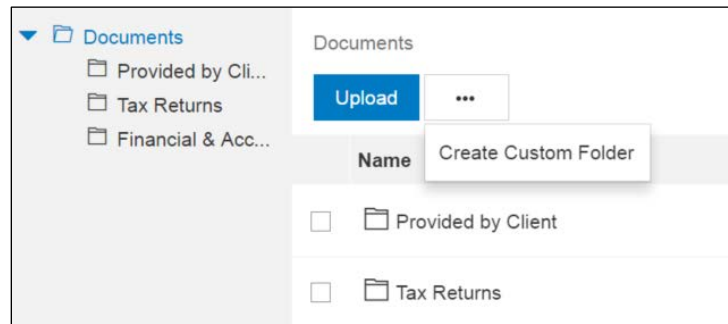 Documents
Provided by Cli...
Tax Returns
Financial & Acc...
Documents
Upload
•••
Create Custom Folder
Name
Provided by Client
Tax Returns